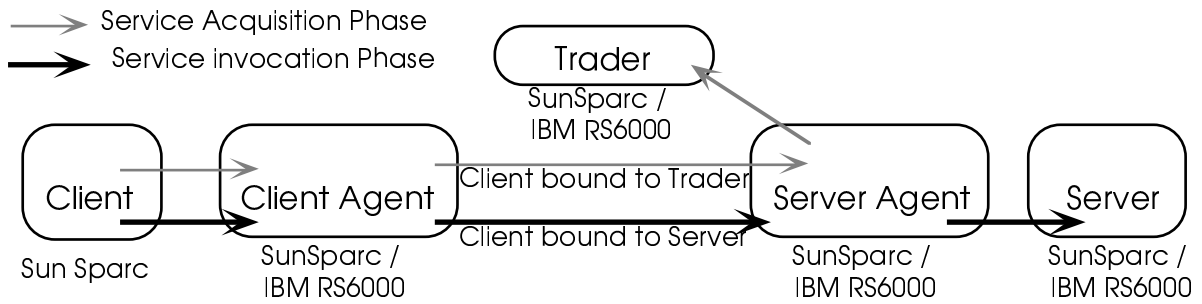 Service Acquisition Phase
Service invocation Phase
Trader
SunSparc /
IBM RS6000
Client
Client Agent
Client bound to Trader
Server Agent
Server
Client bound to Server
Sun Sparc
SunSparc /
IBM RS6000
SunSparc /
IBM RS6000
SunSparc /
IBM RS6000